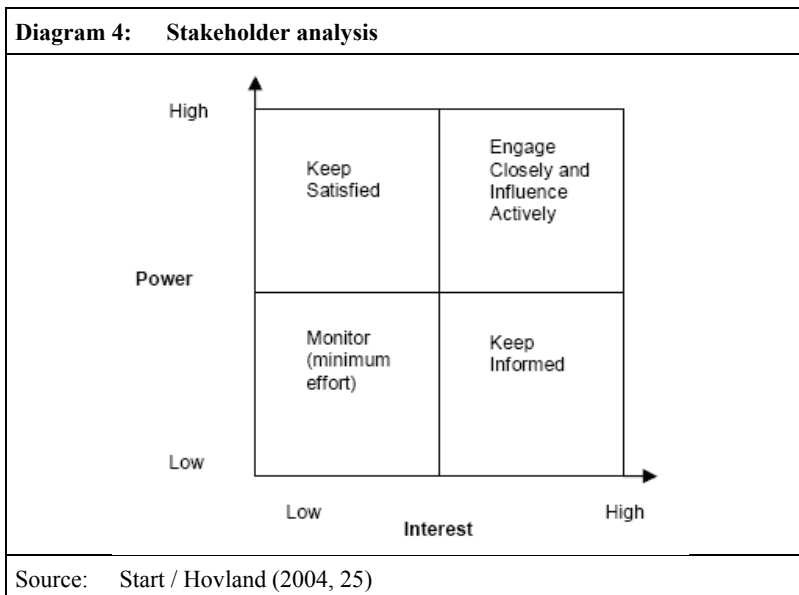 Diagram 4: Stakeholder analysis
High
Keep
Satisfied
Engage
Closely and
Influence
Actively
Power
Monitor
(minimum
effort)
Keep
Informed
Low
Low
High
Interest
Source: Start / Hovland (2004, 25)